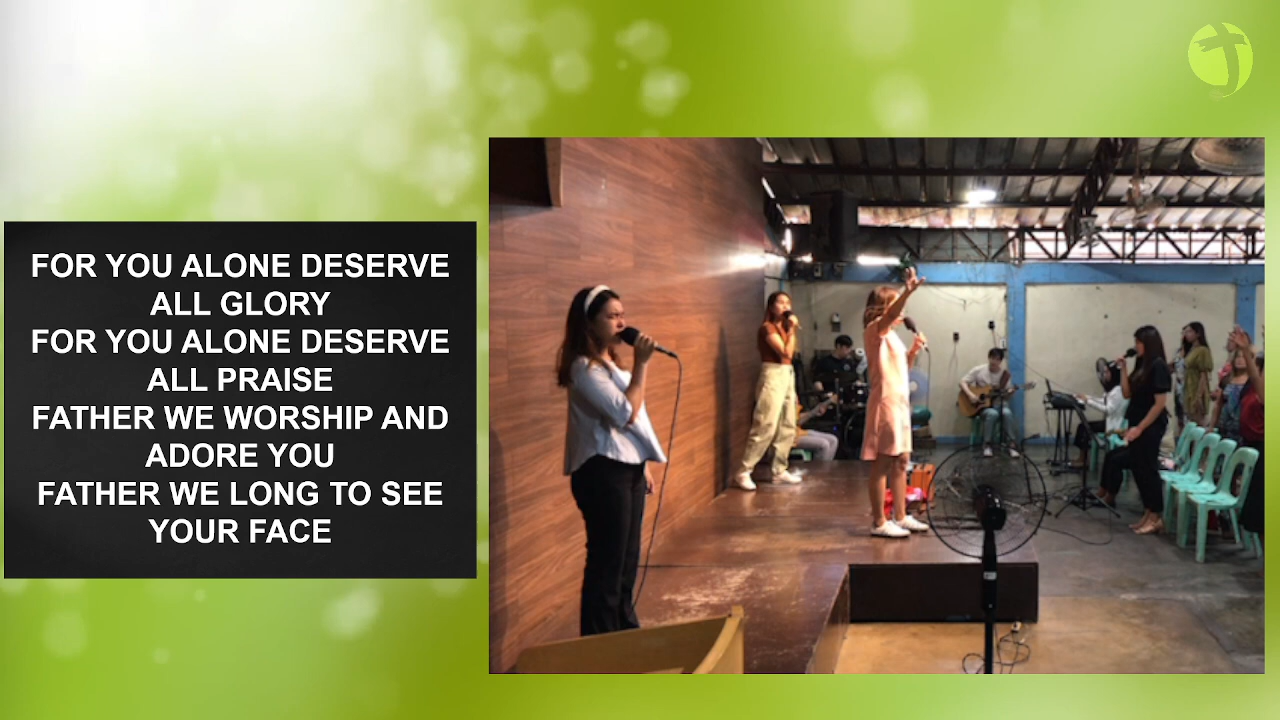 FOR YOU ALONE DESERVE
ALL GLORY
FOR YOU ALONE DESERVE
ALL PRAISE
FATHER WE WORSHIP AND
ADORE YOU
FATHER WE LONG TO SEE
YOUR FACE